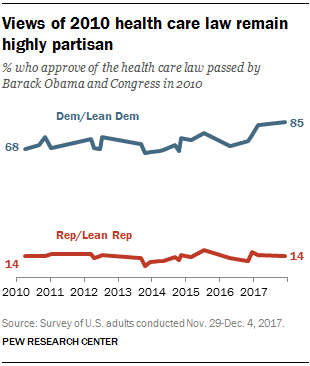 Views of 2010 health care law remain
highly partisan
% who approve of the health care law passed by
Barack Obama and Congress in 2010
Dem/Lean Dem
85
68
Rep/Lean Rep
14
14
2010 2011 2012 2013 2014 2015 2016 2017
Source: Survey of U.S. adults conducted Nov. 29-Dec. 4, 2017.
PEW RESEARCH CENTER